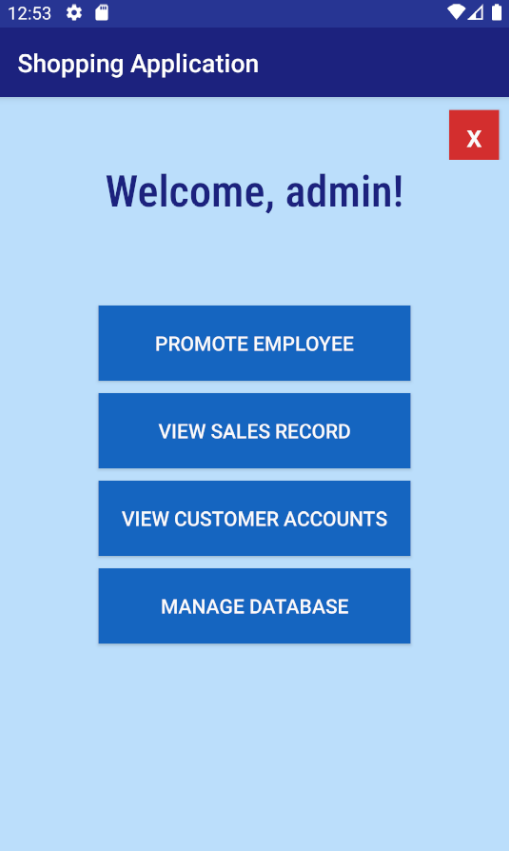 12:53
Shopping Application
X
Welcome, admin!
PROMOTE EMPLOYEE
VIEW SALES RECORD
VIEW CUSTOMER ACCOUNTS
MANAGE DATABASE